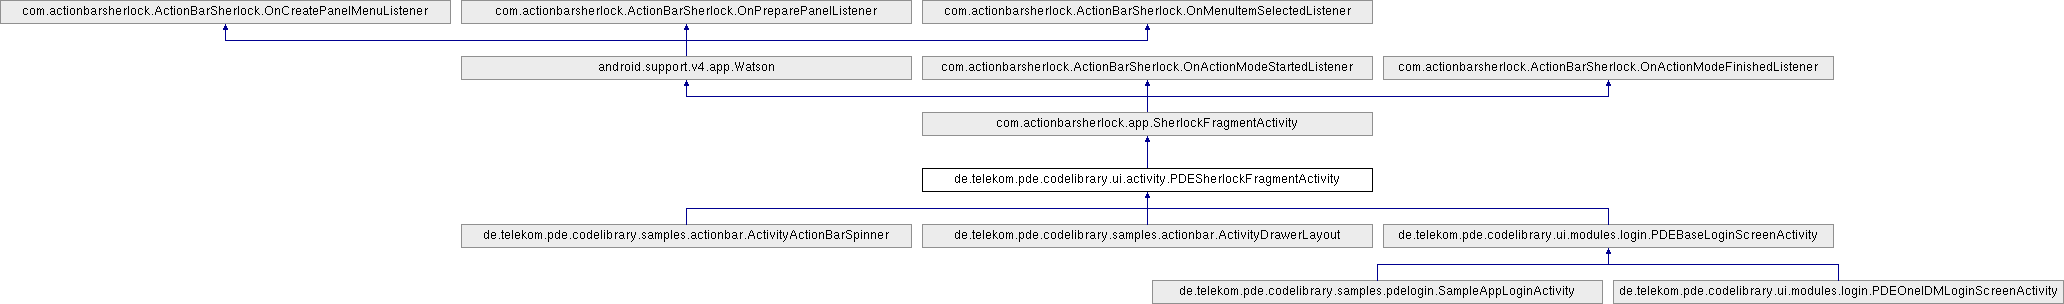 com.actionbarsherlock.ActionBarSherlock.OnCreatePanelMenuListener
com.actionbarsherlock.ActionBarSherlock.OnPreparePanelListener
com.actionbarsherlock.ActionBarSherlock.OnMenuItemSelectedListener
android.support.v4.app.Watson
com.actionbarsherlock.ActionBarSherlock.OnActionModeStartedListener
com.actionbarsherlock.ActionBarSherlock.OnActionModeFinishedListener
com.actionbarsherlock.app.SherlockFragmentActivity
de.telekom.pde.codelibrary.ui.activity.PDESherlockFragmentActivity
de.telekom.pde.codelibrary.samples.actionbar.ActivityActionBarSpinner
de.telekom.pde.codelibrary.samples.actionbar.ActivityDrawerLayout
de.telekom.pde.codelibrary.ui.modules.login.PDEBaseLoginScreenActivity
de.telekom.pde.codelibrary.samples.pdelogin.SampleAppLoginActivity
de.telekom.pde.codelibrary.ui.modules.login.PDEOneIDMLoginScreenActivity